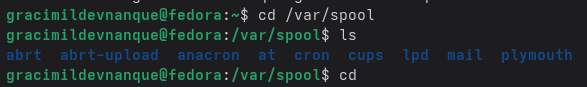 gracimildevnanque@fedora:~$ cd /var/spool
gracimildevnanque@fedora:/var/spool$ ls
abrt  abrt-upload  anacron  at  cron  cups  lpd  mail  plymouth
gracimildevnanque@fedora:/var/spool$ cd